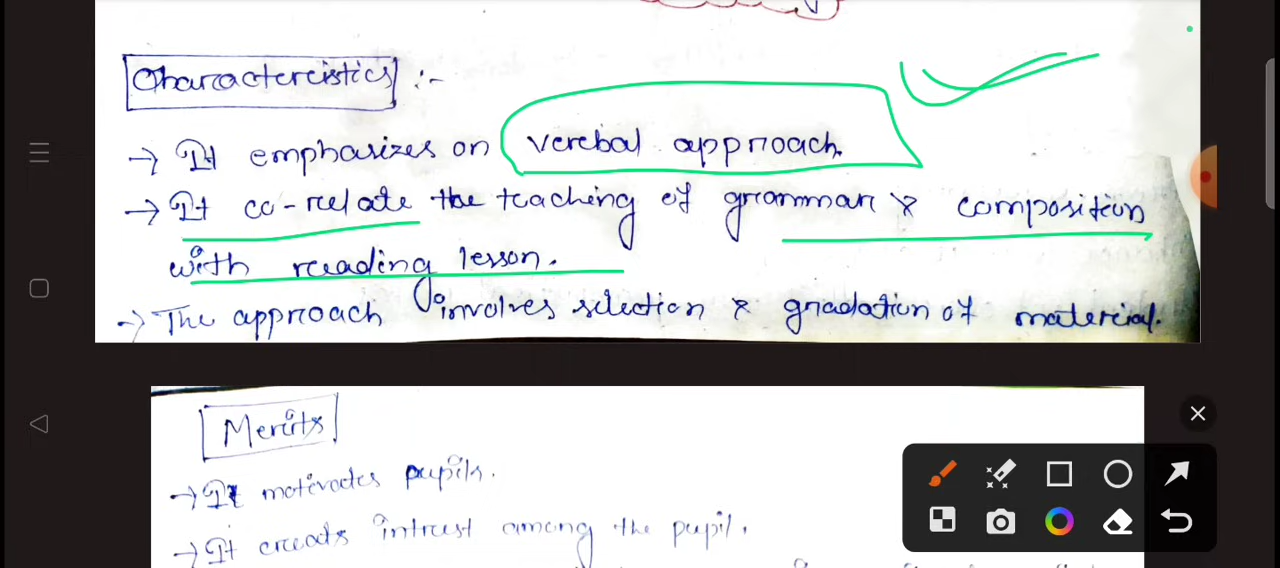 Characteristics :-
→ It emphasizes on verbal approach.
→ It co-relate the teaching of grammar & composition
with reading lesson.
→ The approach involves selection & gradation of material.
Merits
→ It motivates pupils.
→ It creats intrest among the pupil.